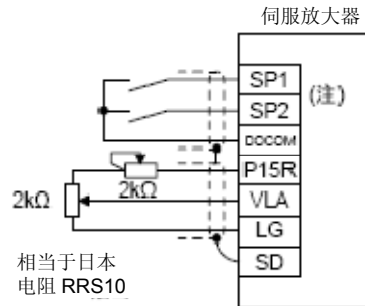 伺服放大器
SP1
(注)
SP2
DOCOM
P15R
2kΩ
2kΩ
VLA
LG
SD
相当于日本
电阻 RRS10